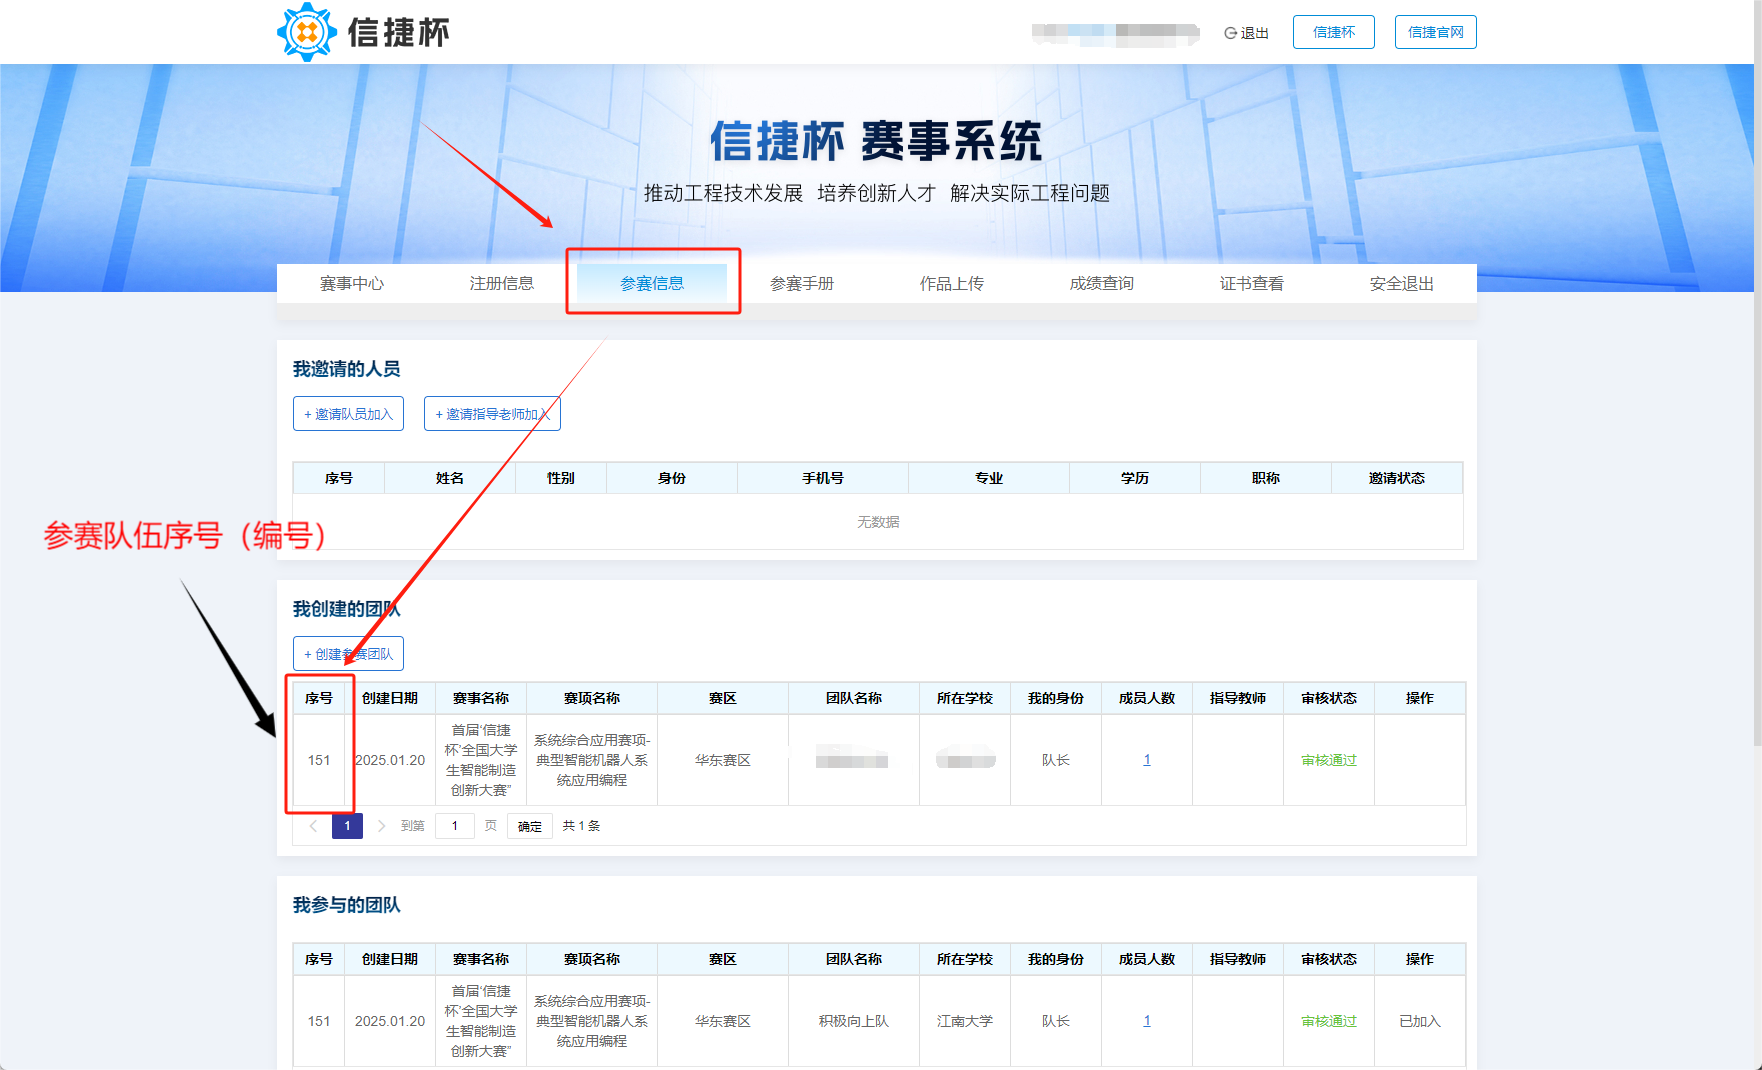 信捷杯
退出 信捷杯 信捷官网
信捷杯 赛事系统
推动工程技术发展 培养创新人才 解决实际工程问题
赛事中心 注册信息 参赛信息 参赛手册 作品上传 成绩查询 证书查看 安全退出
我邀请的人员
+ 邀请队员加入 + 邀请指导老师加入
序号 姓名 性别 身份 手机号 专业 学历 职称 邀请状态
无数据
参赛队伍序号（编号）
我创建的团队
+ 创建参赛团队
序号 创建日期 赛事名称 赛项名称 赛区 团队名称 所在学校 我的身份 成员人数 指导教师 审核状态 操作
151 2025.01.20
首届‘信捷
杯’全国大学
生智能制造
创新大赛”
系统综合应用赛项-
典型智能机器人系
统应用编程
华东赛区 队长 1 审核通过
1 到第 1 页 确定 共 1 条
我参与的团队
序号 创建日期 赛事名称 赛项名称 赛区 团队名称 所在学校 我的身份 成员人数 指导教师 审核状态 操作
151 2025.01.20
首届‘信捷
杯’全国大学
生智能制造
创新大赛”
系统综合应用赛项-
典型智能机器人系
统应用编程
华东赛区 积极向上队 江南大学 队长 1 审核通过 已加入